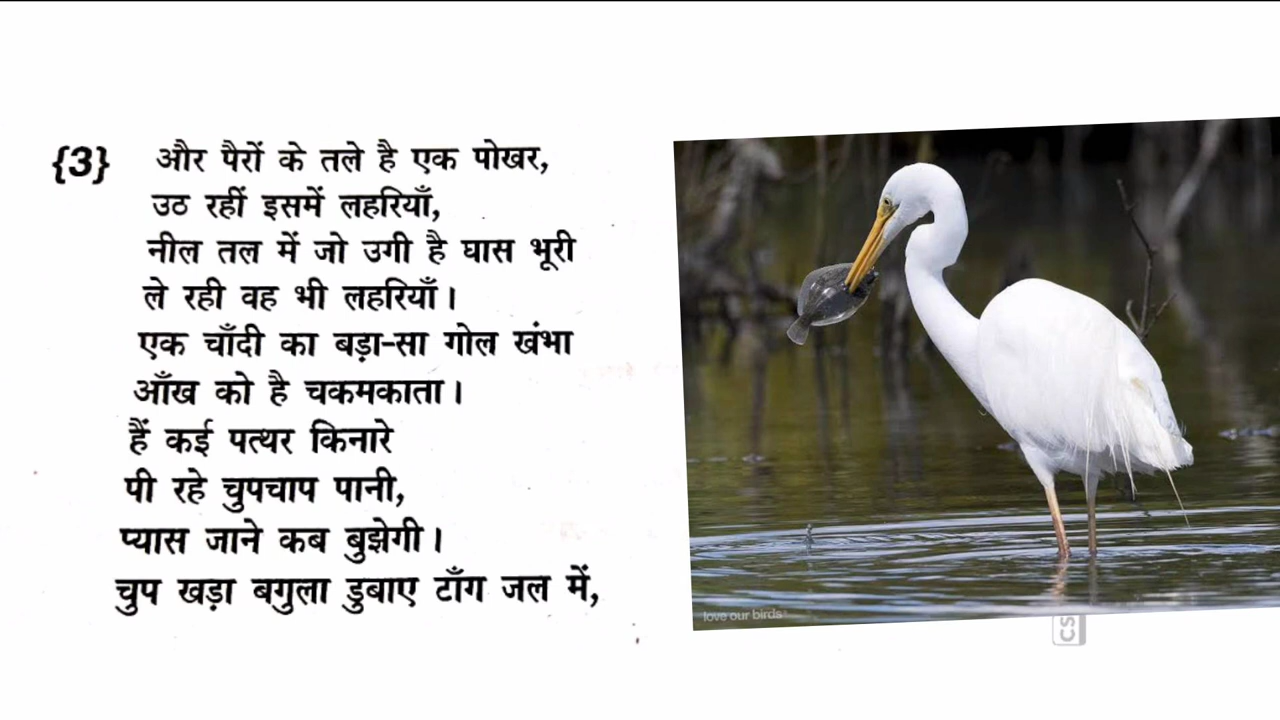 {3} और पैरों के तले है एक पोखर,
उठ रहीं इसमें लहरियाँ,
नील तल में जो उगी है घास भूरी
ले रही वह भी लहरियाँ।
एक चाँदी का बड़ा-सा गोल खंभा
आँख को है चकमकाता।
हैं कई पत्थर किनारे
पी रहे चुपचाप पानी,
प्यास जाने कब बुझेगी।
चुप खड़ा बगुला डुबाए टाँग जल में,
love our birds
CS